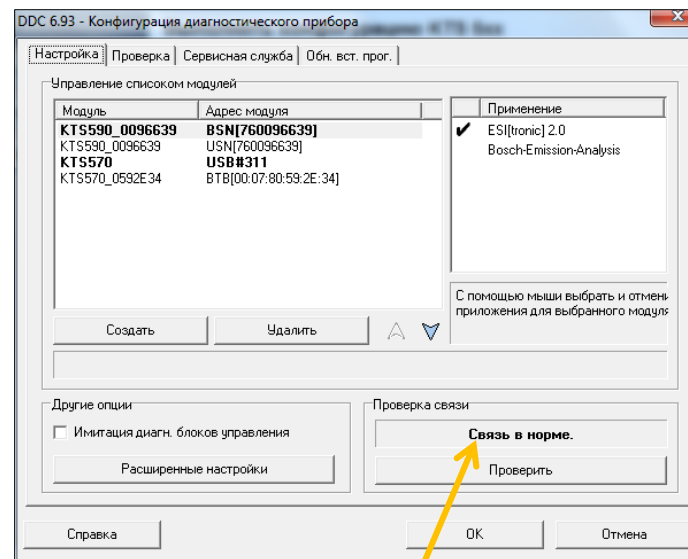 DDC 6.93 - Конфигурация диагностического прибора
Настройка Проверка Сервисная служба Обн. вст. прог.
Управление списоком модулей
Модуль Адрес модуля
KTS590_0096639 BSN[760096639]
KTS590_0096639 USN[760096639]
KTS570 USB#311
KTS570_0592E34 BTB[00:07:80:59:2E:34]
Применение
ESI[tronic] 2.0
Bosch-Emission-Analysis
С помощью мыши выбрать и отмени
приложения для выбранного модуля
Создать Удалить
Другие опции
Имитация диагн. блоков управления
Расширенные настройки
Проверка связи
Связь в норме.
Проверить
Справка OK Отмена